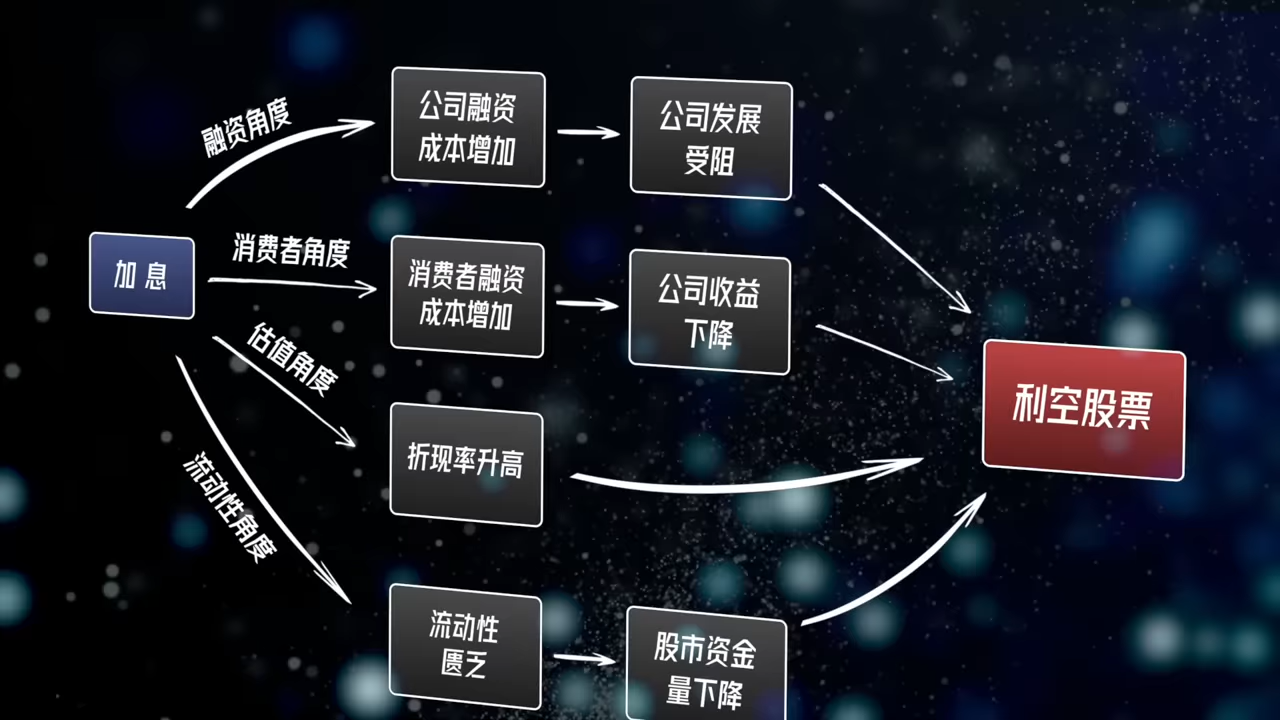 融资角度
公司融资
成本增加
公司发展
受阻
加息
消费者角度
消费者融资
成本增加
公司收益
下降
估值角度
折现率升高
利空股票
流动性角度
流动性
匮乏
股市资金
量下降